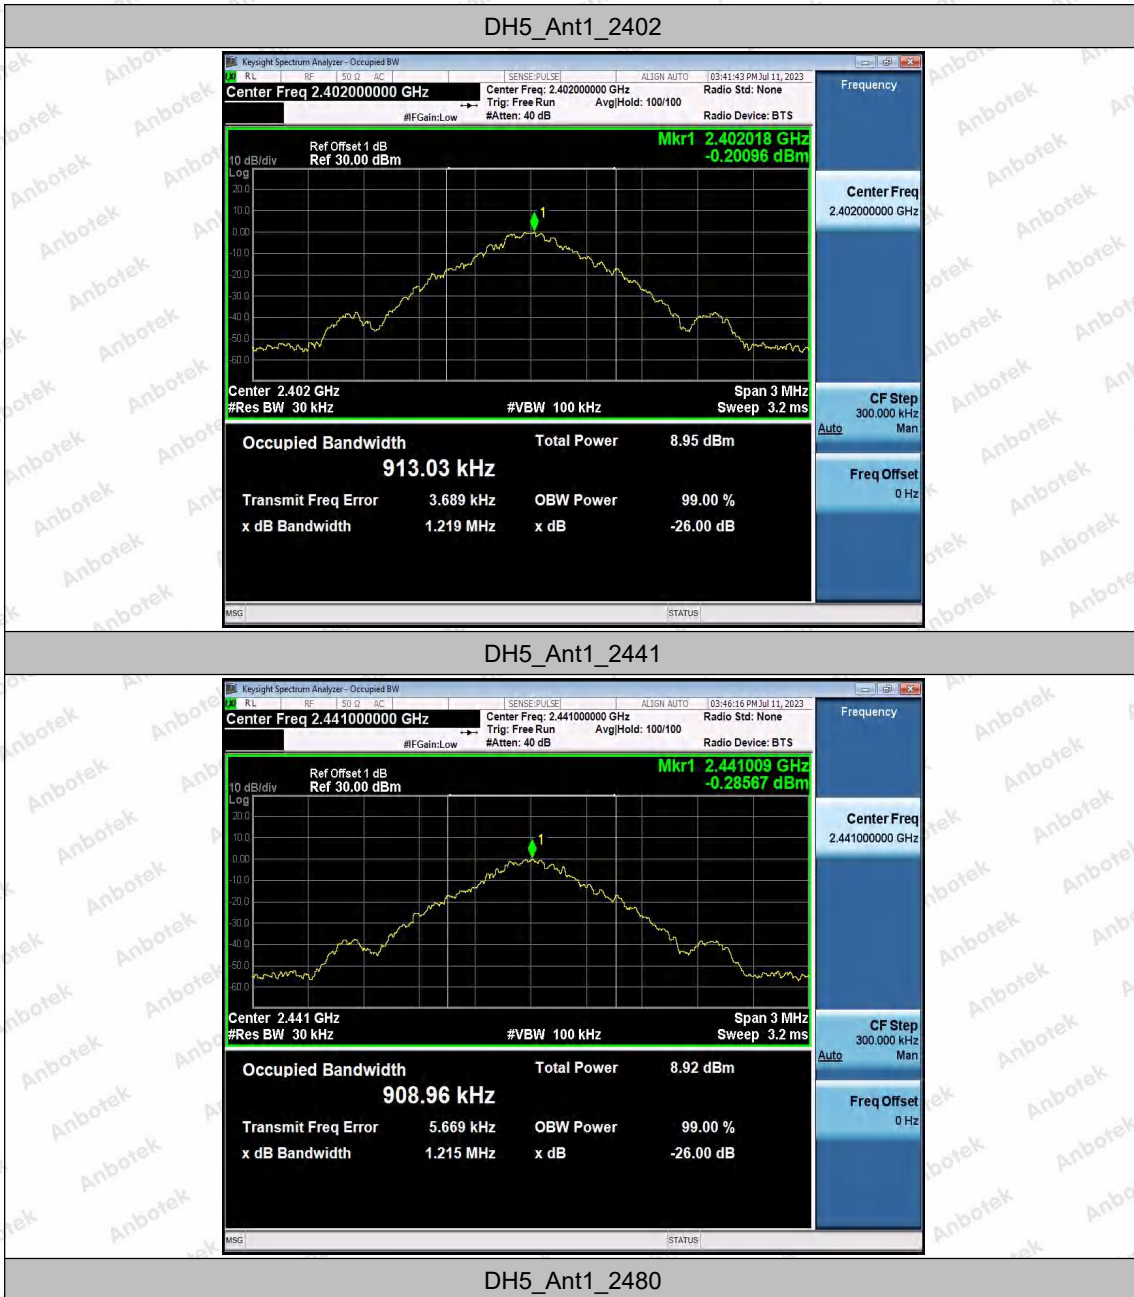 DH5_Ant1_2402
Keysight Spectrum Analyzer - Occupied BW
RL RF 50 Ω AC SENSE:PULSE ALIGN AUTO 03:41:43 PM Jul 11, 2023
Center Freq 2.402000000 GHz Center Freq: 2.402000000 GHz Radio Std: None Frequency
Trig: Free Run Avg|Hold: 100/100
#IFGain:Low #Atten: 40 dB Radio Device: BTS
Ref Offset 1 dB Mkr1 2.402018 GHz
10 dB/div Ref 30.00 dBm -0.20096 dBm
Log
20.0
10.0
0.00
-10.0
-20.0
-30.0
-40.0
-50.0
-60.0
1
Center Freq
2.402000000 GHz
Center 2.402 GHz Span 3 MHz
#Res BW 30 kHz #VBW 100 kHz Sweep 3.2 ms
CF Step
300.000 kHz
Auto Man
Occupied Bandwidth Total Power 8.95 dBm
913.03 kHz
Freq Offset
0 Hz
Transmit Freq Error 3.689 kHz OBW Power 99.00 %
x dB Bandwidth 1.219 MHz x dB -26.00 dB
MSG STATUS
DH5_Ant1_2441
Keysight Spectrum Analyzer - Occupied BW
RL RF 50 Ω AC SENSE:PULSE ALIGN AUTO 03:46:16 PM Jul 11, 2023
Center Freq 2.441000000 GHz Center Freq: 2.441000000 GHz Radio Std: None Frequency
Trig: Free Run Avg|Hold: 100/100
#IFGain:Low #Atten: 40 dB Radio Device: BTS
Ref Offset 1 dB Mkr1 2.441009 GHz
10 dB/div Ref 30.00 dBm -0.28567 dBm
Log
20.0
10.0
0.00
-10.0
-20.0
-30.0
-40.0
-50.0
-60.0
1
Center Freq
2.441000000 GHz
Center 2.441 GHz Span 3 MHz
#Res BW 30 kHz #VBW 100 kHz Sweep 3.2 ms
CF Step
300.000 kHz
Auto Man
Occupied Bandwidth Total Power 8.92 dBm
908.96 kHz
Freq Offset
0 Hz
Transmit Freq Error 5.669 kHz OBW Power 99.00 %
x dB Bandwidth 1.215 MHz x dB -26.00 dB
MSG STATUS
DH5_Ant1_2480
Anbotek